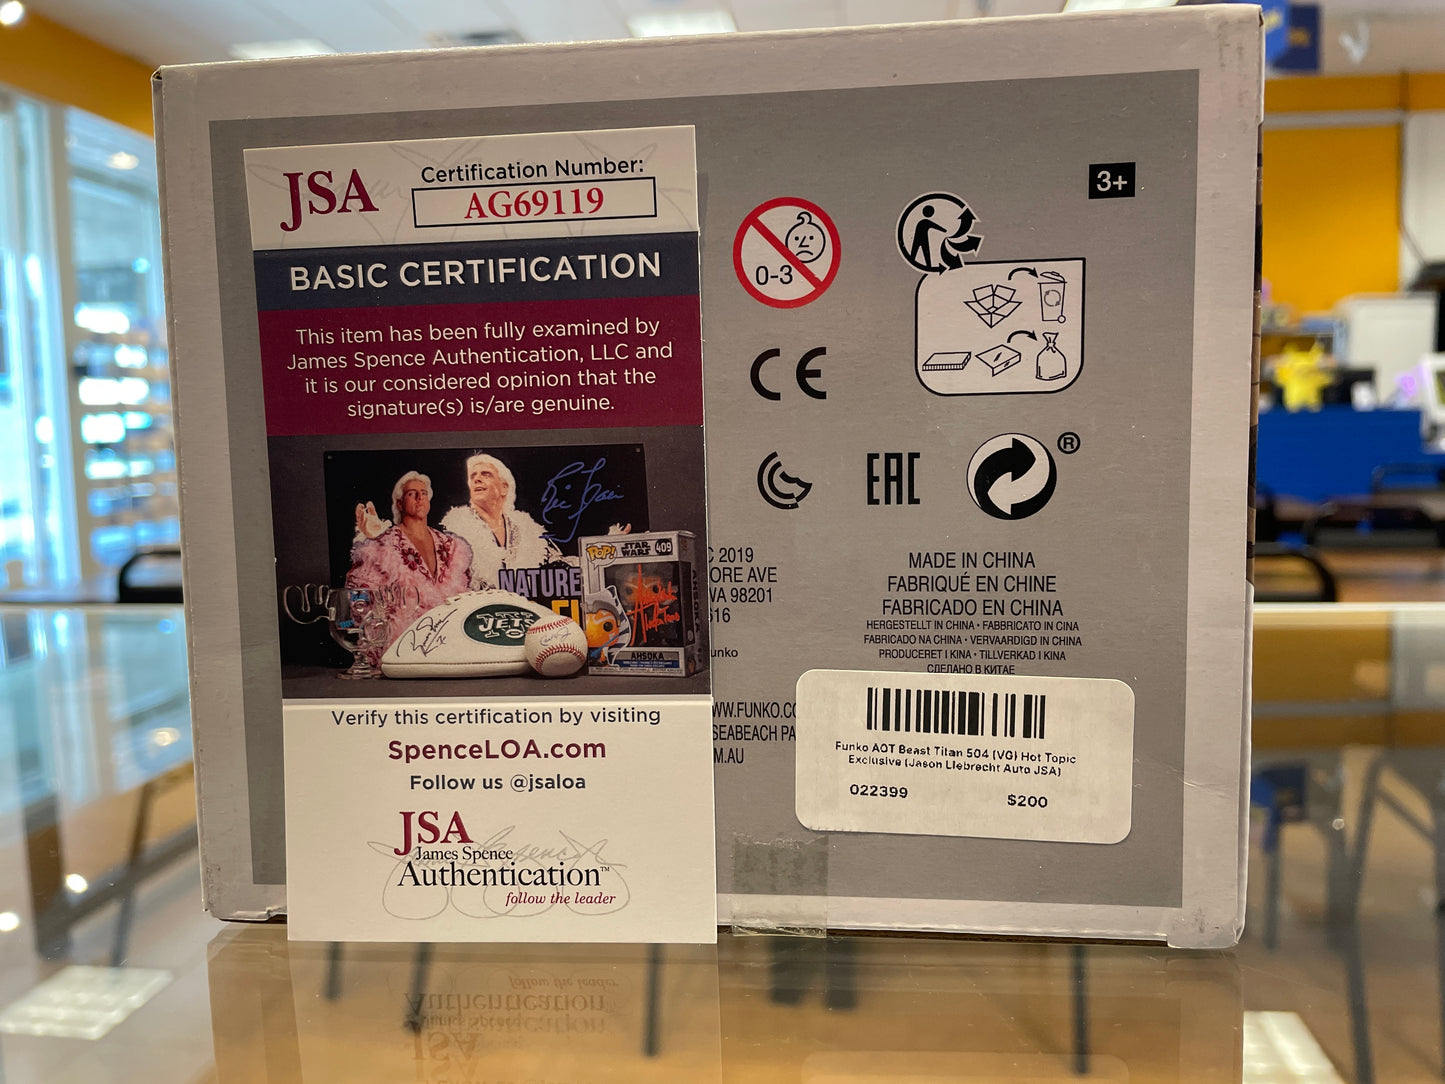 JSA
Certification Number:
AG69119
BASIC CERTIFICATION
This item has been fully examined by
James Spence Authentication, LLC and
it is our considered opinion that the
signature(s) is/are genuine.
POP!
STAR WARS
409
NATURE
JETS
AHSOKA
Verify this certification by visiting
SpenceLOA.com
Follow us @jsaloa
JSA
James Spence
Authentication™
follow the leader
3+
0-3
CE
EAC
®
C 2019
ORE AVE
WA 98201
616
unko
WW.FUNKO.CO
SEABEACH PA
M.AU
MADE IN CHINA
FABRIQUÉ EN CHINE
FABRICADO EN CHINA
HERGESTELLT IN CHINA • FABBRICATO IN CINA
FABRICADO NA CHINA • VERVAARDIGD IN CHINA
PRODUCERET I KINA • TILLVERKAD I KINA
СДЕЛАНО В КИТАЕ
Funko AOT Beast Titan 504 (VG) Hot Topic
Exclusive (Jason Liebrecht Auto JSA)
022399
$200